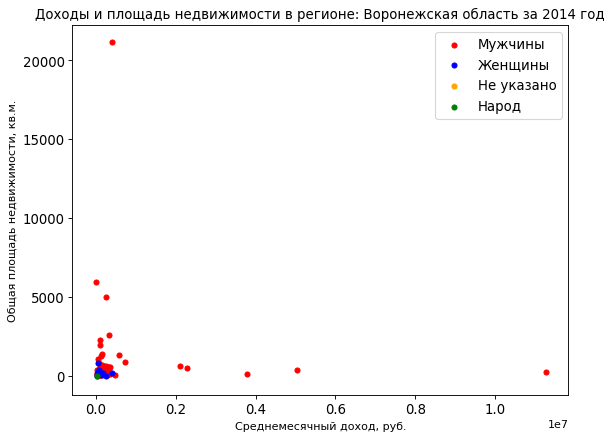 Доходы и площадь недвижимости в регионе: Воронежская область за 2014 год
Общая площадь недвижимости, кв.м.
20000
15000
10000
5000
0
Мужчины
Женщины
Не указано
Народ
0.0 0.2 0.4 0.6 0.8 1.0
1e7
Среднемесячный доход, руб.